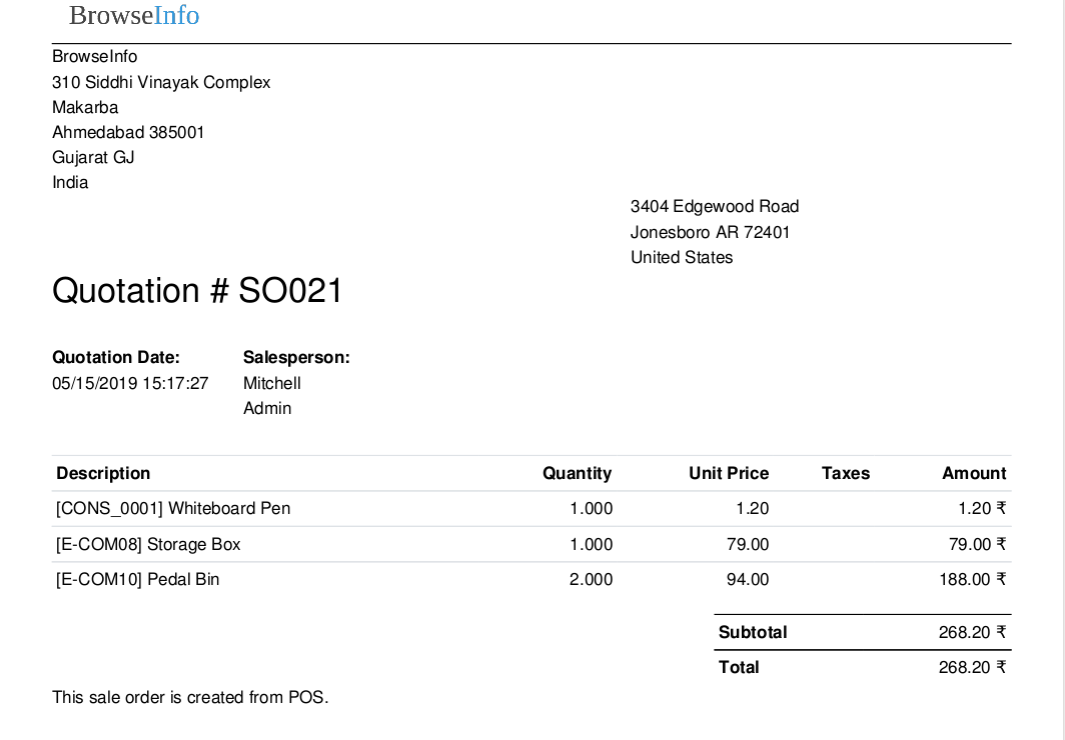 BrowseInfo
BrowseInfo
310 Siddhi Vinayak Complex
Makarba
Ahmedabad 385001
Gujarat GJ
India
3404 Edgewood Road
Jonesboro AR 72401
United States
Quotation # SO021
Quotation Date: Salesperson:
05/15/2019 15:17:27 Mitchell
Admin
Description Quantity Unit Price Taxes Amount
[CONS_0001] Whiteboard Pen 1.000 1.20 1.20 ₹
[E-COM08] Storage Box 1.000 79.00 79.00 ₹
[E-COM10] Pedal Bin 2.000 94.00 188.00 ₹
Subtotal 268.20 ₹
Total 268.20 ₹
This sale order is created from POS.